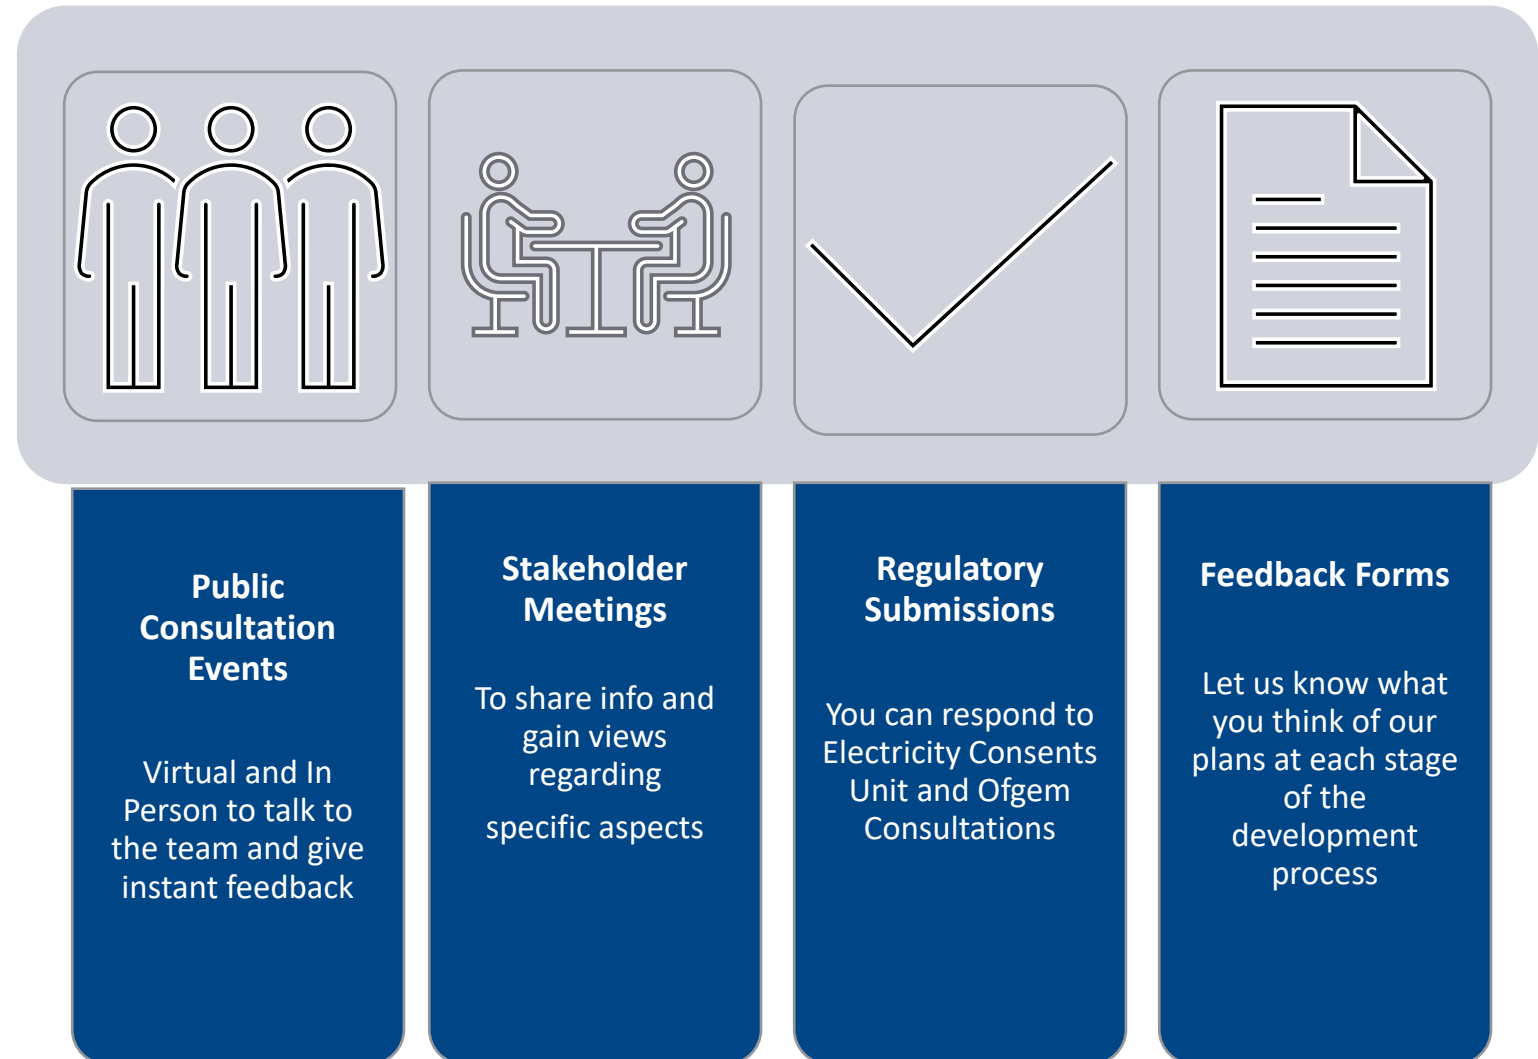 Public
Consultation
Events
Virtual and In
Person to talk to
the team and give
instant feedback
Stakeholder
Meetings
To share info and
gain views
regarding
specific aspects
Regulatory
Submissions
You can respond to
Electricity Consents
Unit and Ofgem
Consultations
Feedback Forms
Let us know what
you think of our
plans at each stage
of the
development
process